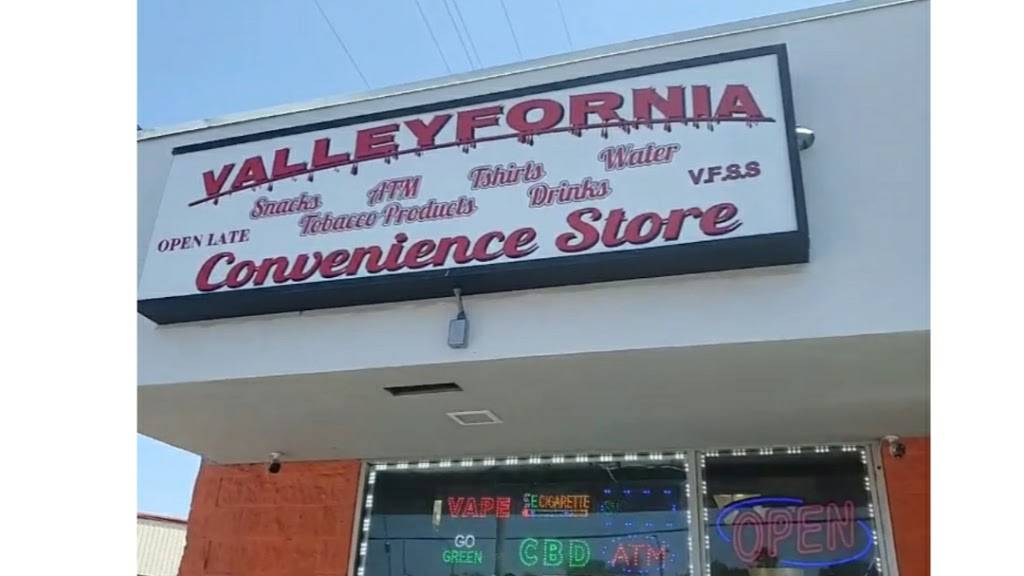 VALLEYFORNIA
Snacks ATM Tshirts Water
Tobacco Products Drinks V.F.S.S
OPEN LATE
Convenience Store
VAPE E CIGARETTE
GO GREEN CBD ATM
OPEN